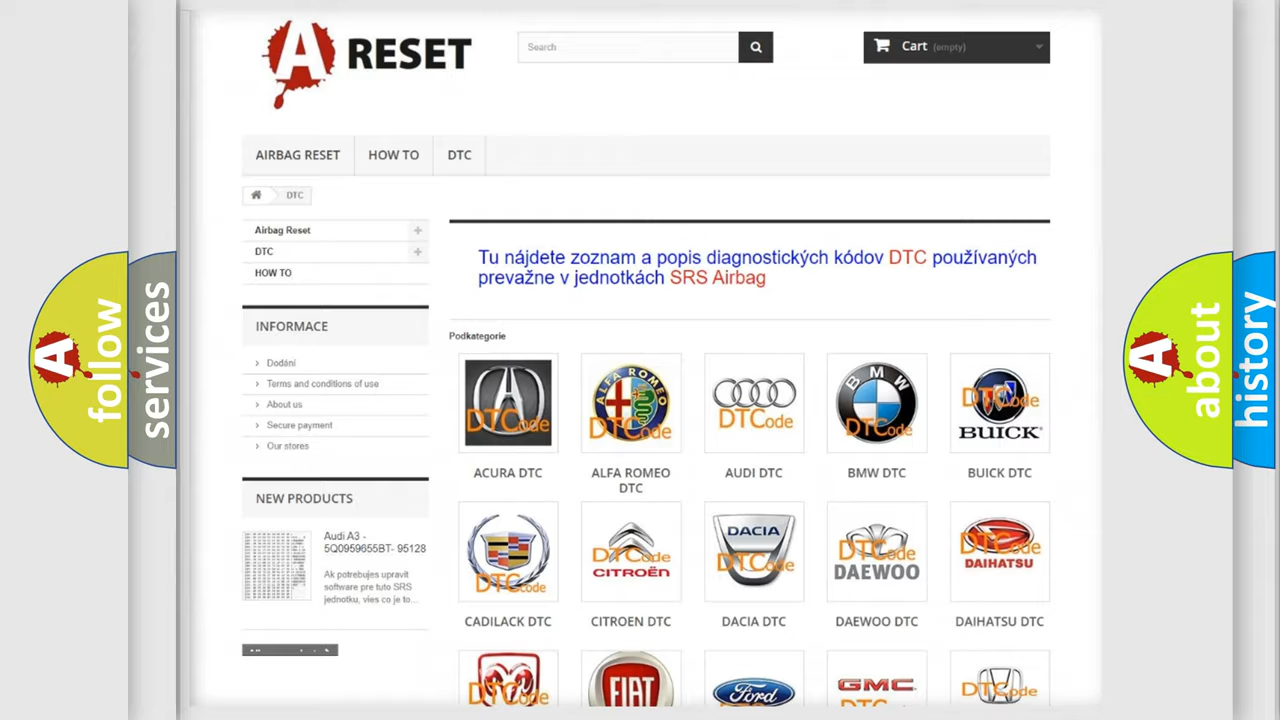 A RESET
Search
Cart (empty)
AIRBAG RESET
HOW TO
DTC
DTC
Airbag Reset
DTC
HOW TO
Tu nájdete zoznam a popis diagnostických kódov DTC používaných
prevažne v jednotkách SRS Airbag
INFORMACE
Dodání
Terms and conditions of use
About us
Secure payment
Our stores
NEW PRODUCTS
Audi A3 -
5Q0959655BT- 95128
Ak potrebujes upravit
software pre tuto SRS
jednotku, vies co je to...
Podkategorie
DTCode
ALFA ROMEO
DTCode
DTCode
BMW
DTCode
DTCode
BUICK
ACURA DTC
ALFA ROMEO
DTC
AUDI DTC
BMW DTC
BUICK DTC
DTCode
DTCode
CITROËN
DACIA
DTCode
DTCode
DAEWOO
DTCode
DAIHATSU
CADILACK DTC
CITROEN DTC
DACIA DTC
DAEWOO DTC
DAIHATSU DTC
DTCode
FIAT
Ford
GMC
DTCode
A follow
services
A about
history